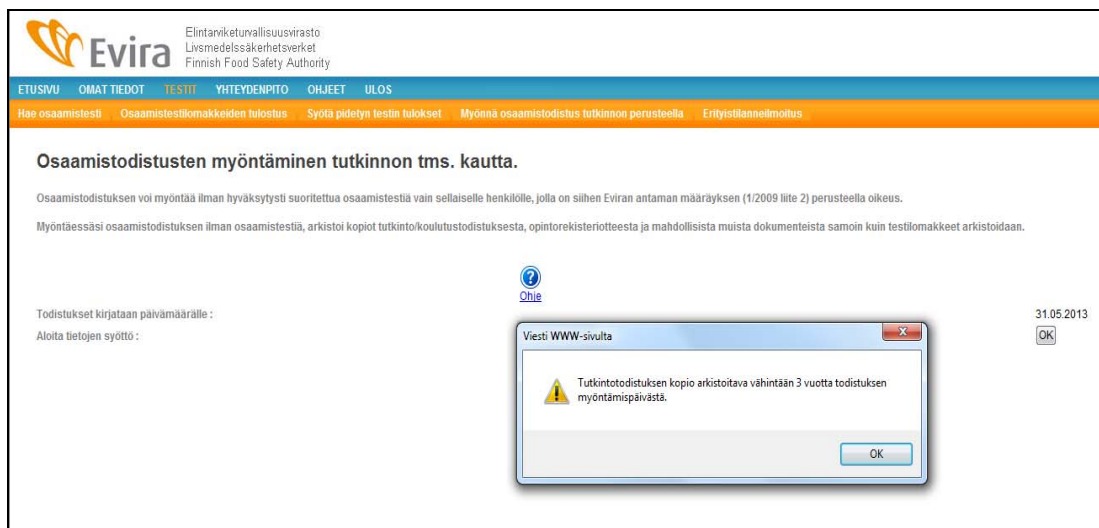 Evira
Elintarviketurvallisuusvirasto
Livsmedelssäkerhetsverket
Finnish Food Safety Authority
ETUSIVU OMAT TIEDOT TESTIT YHTEYDENPITO OHJEET ULOS
Hae osaamistesti Osaamistestilomakkeiden tulostus Syötä pidetyn testin tulokset Myönnä osaamistodistus tutkinnon perusteella Erityistilanneilmoitus
Osaamistodistusten myöntäminen tutkinnon tms. kautta.
Osaamistodistuksen voi myöntää ilman hyväksytysti suoritettua osaamistestiä vain sellaiselle henkilölle, jolla on siihen Eviran antaman määräyksen (1/2009 liite 2) perusteella oikeus.
Myöntäessäsi osaamistodistuksen ilman osaamistestiä, arkistoi kopiot tutkinto/koulutustodistuksesta, opintorekisteriotteesta ja mahdollisista muista dokumenteista samoin kuin testilomakkeet arkistoidaan.
Ohje
Todistukset kirjataan päivämäärälle : 31.05.2013
Aloita tietojen syöttö : OK
Viesti WWW-sivulta
Tutkintotodistuksen kopio arkistoitava vähintään 3 vuotta todistuksen
myöntämispäivästä.
OK